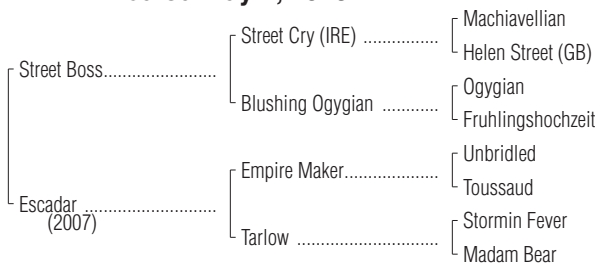 Machiavellian
Street Cry (IRE) ................
Helen Street (GB)
Street Boss........................
Ogygian
Blushing Ogygian ............
Fruhlingshochzeit
Unbridled
Empire Maker....................
Toussaud
Escadar ............................
(2007)
Stormin Fever
Tarlow ..............................
Madam Bear